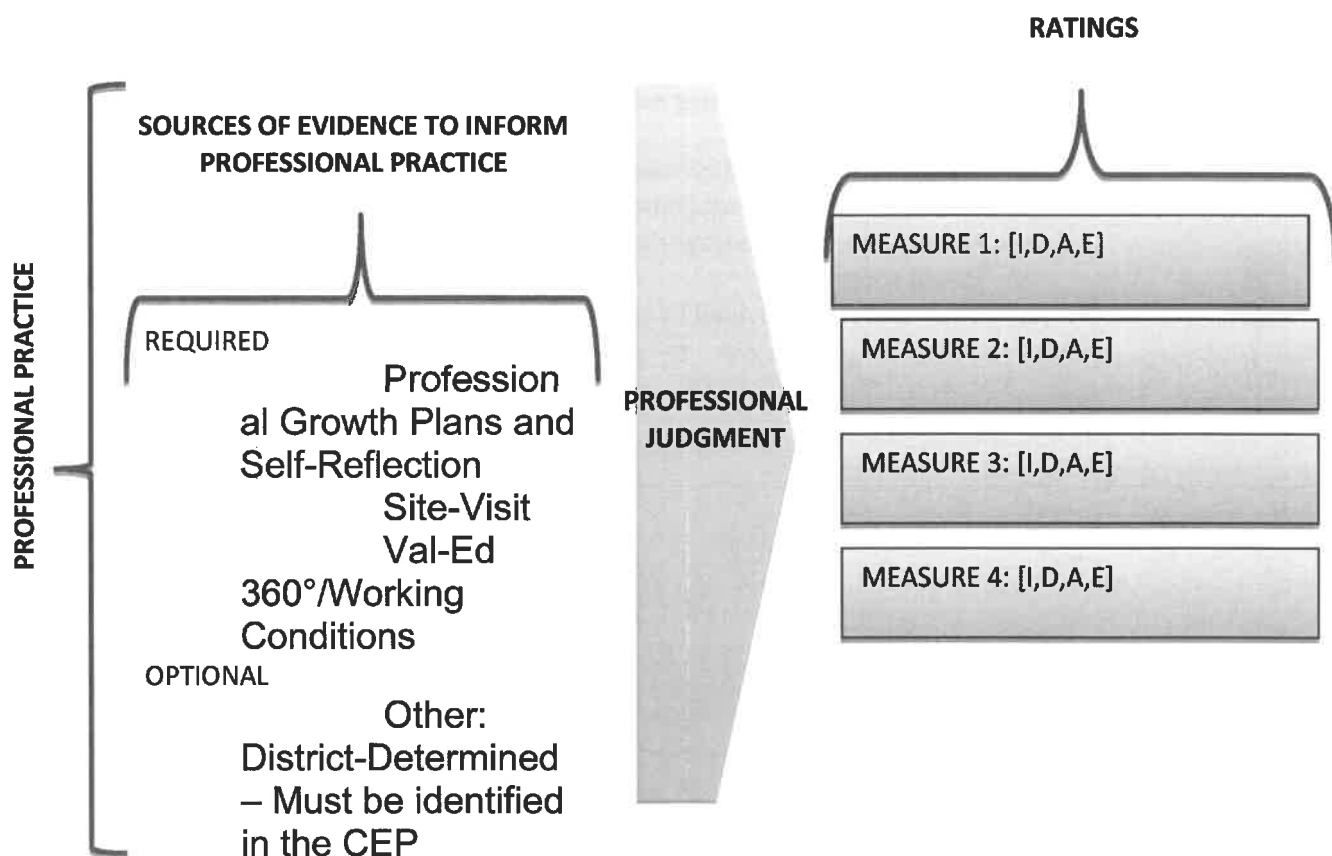 RATINGS
SOURCES OF EVIDENCE TO INFORM
PROFESSIONAL PRACTICE
PROFESSIONAL PRACTICE
REQUIRED
Profession
al Growth Plans and
Self-Reflection
Site-Visit
Val-Ed
360°/Working
Conditions
OPTIONAL
Other:
District-Determined
– Must be identified
in the CEP
PROFESSIONAL
JUDGMENT
MEASURE 1: [I,D,A,E]
MEASURE 2: [I,D,A,E]
MEASURE 3: [I,D,A,E]
MEASURE 4: [I,D,A,E]